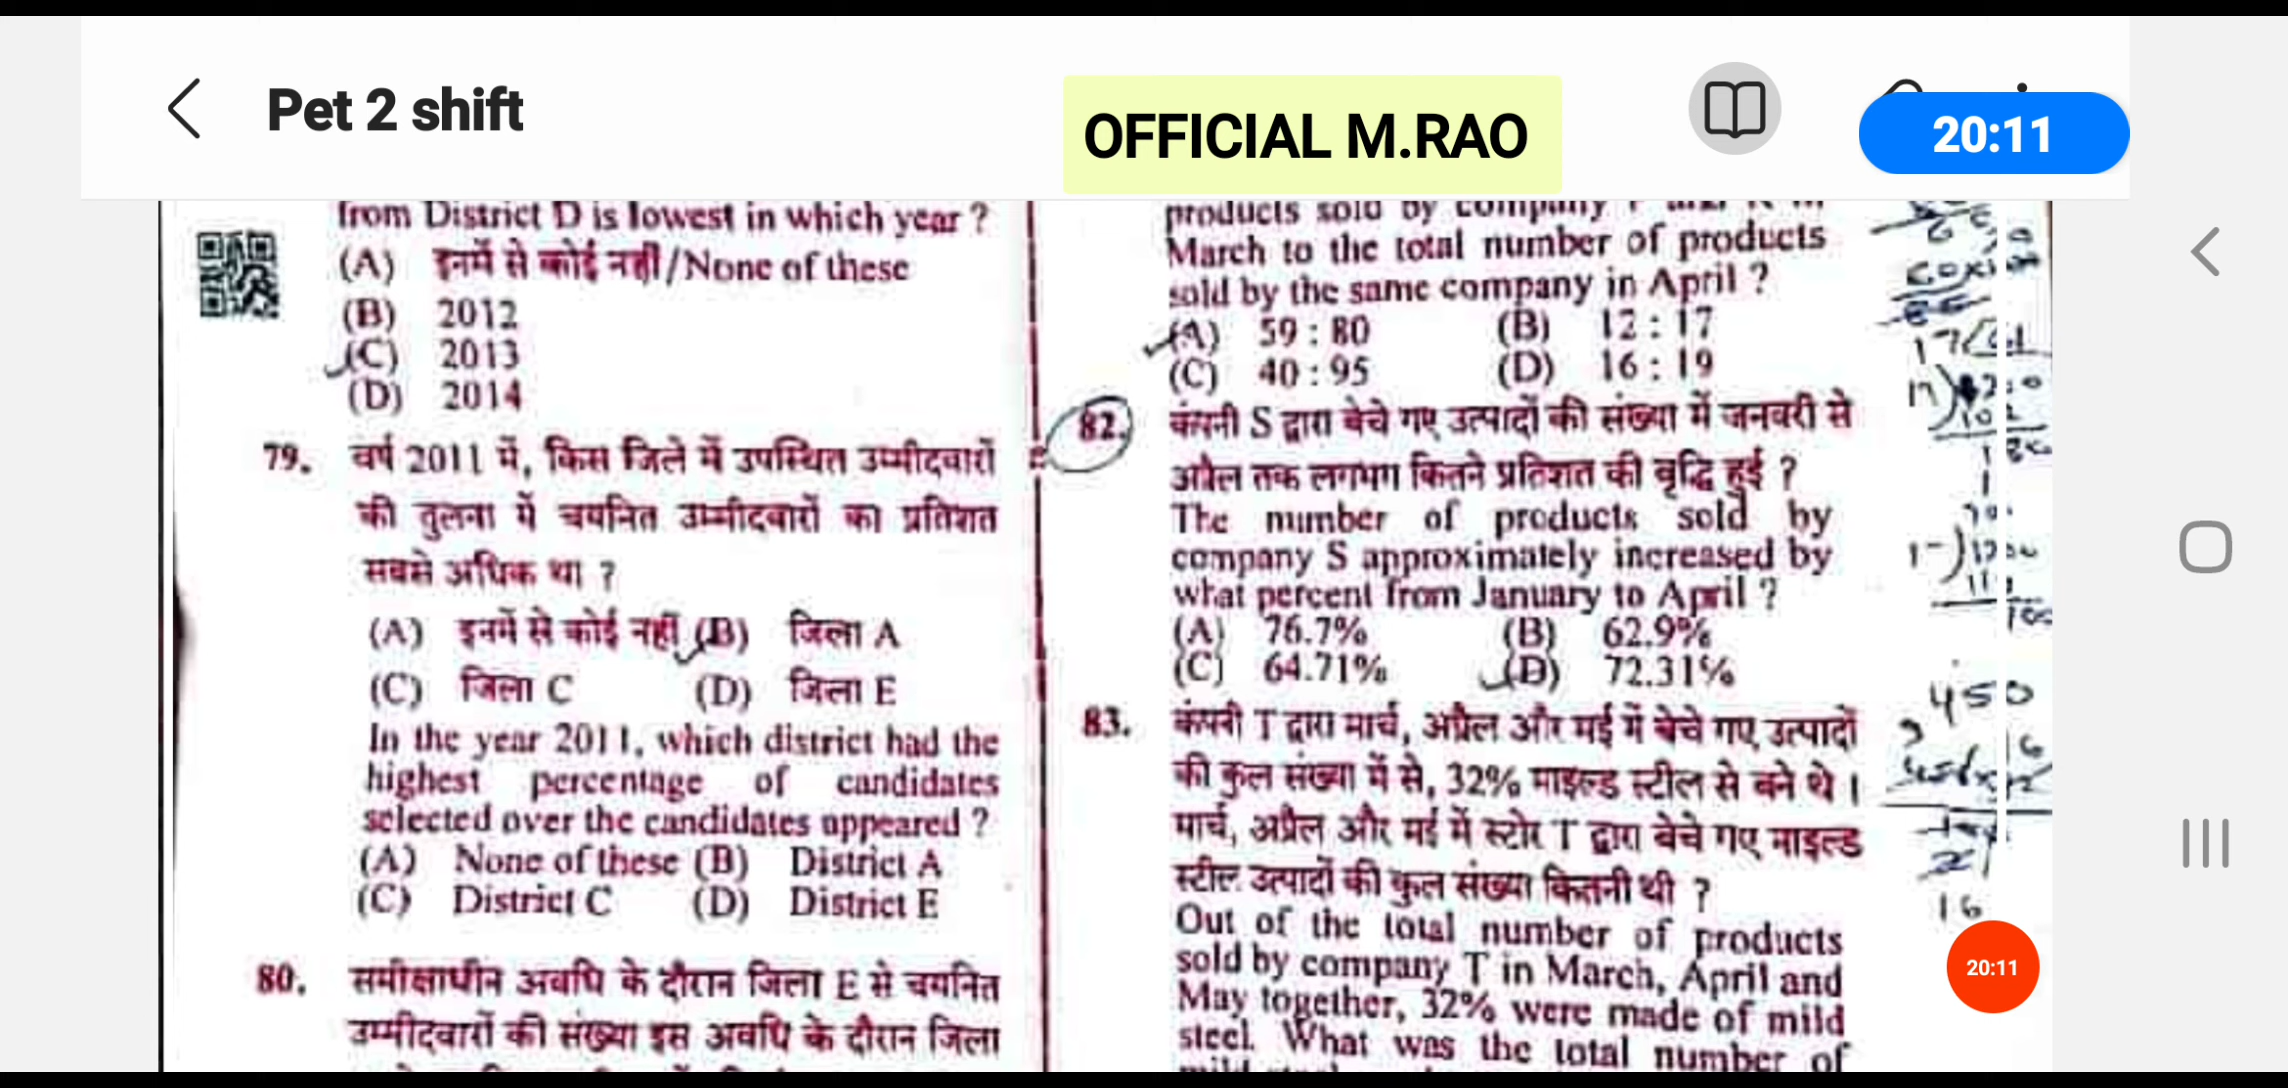 Pet 2 shift
OFFICIAL M.RAO
20:11
from District D is lowest in which year ?
(A) इनमें से कोई नहीं/None of these
(B) 2012
(C) 2013
(D) 2014
79. वर्ष 2011 में, किस जिले में उपस्थित उम्मीदवारों
की तुलना में चयनित उम्मीदवारों का प्रतिशत
सबसे अधिक था ?
(A) इनमें से कोई नहीं (B) जिला A
(C) जिला C (D) जिला E
In the year 2011, which district had the
highest percentage of candidates
selected over the candidates appeared ?
(A) None of these (B) District A
(C) District C (D) District E
80. समीक्षाधीन अवधि के दौरान जिला E से चयनित
उम्मीदवारों की संख्या इस अवधि के दौरान जिला
products sold by company
March to the total number of products
sold by the same company in April ?
(A) 59 : 80 (B) 12 : 17
(C) 40 : 95 (D) 16 : 19
82. कंपनी S द्वारा बेचे गए उत्पादों की संख्या में जनवरी से
अप्रैल तक लगभग कितने प्रतिशत की वृद्धि हुई ?
The number of products sold by
company S approximately increased by
what percent from January to April ?
(A) 76.7% (B) 62.9%
(C) 64.71% (D) 72.31%
83. कंपनी T द्वारा मार्च, अप्रैल और मई में बेचे गए उत्पादों
की कुल संख्या में से, 32% माइल्ड स्टील से बने थे ।
मार्च, अप्रैल और मई में स्टोर T द्वारा बेचे गए माइल्ड
स्टील उत्पादों की कुल संख्या कितनी थी ?
Out of the total number of products
sold by company T in March, April and
May together, 32% were made of mild
steel. What was the total number of
450
16
20:11